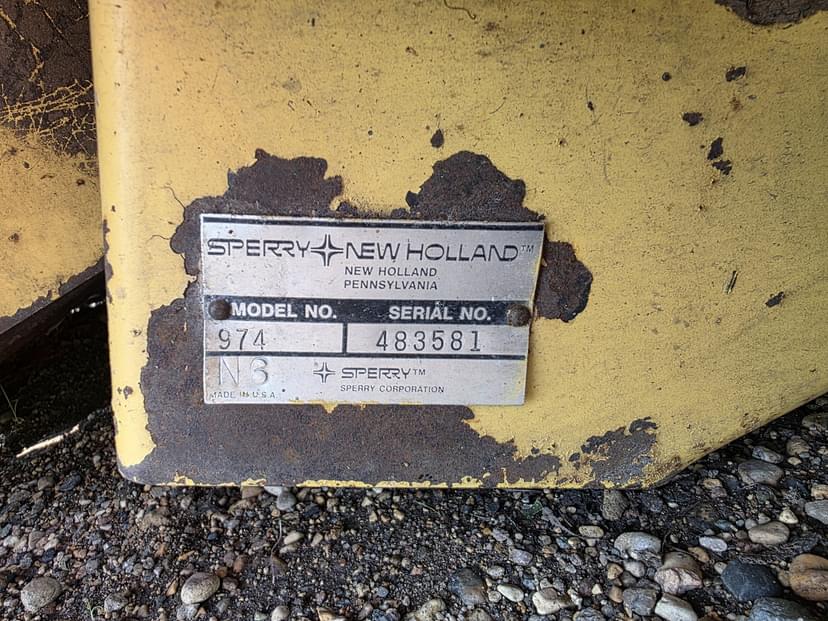 SPERRY NEW HOLLAND™
NEW HOLLAND
PENNSYLVANIA
MODEL NO. SERIAL NO.
974 483581
N6 SPERRY™
SPERRY CORPORATION
MADE IN U.S.A.